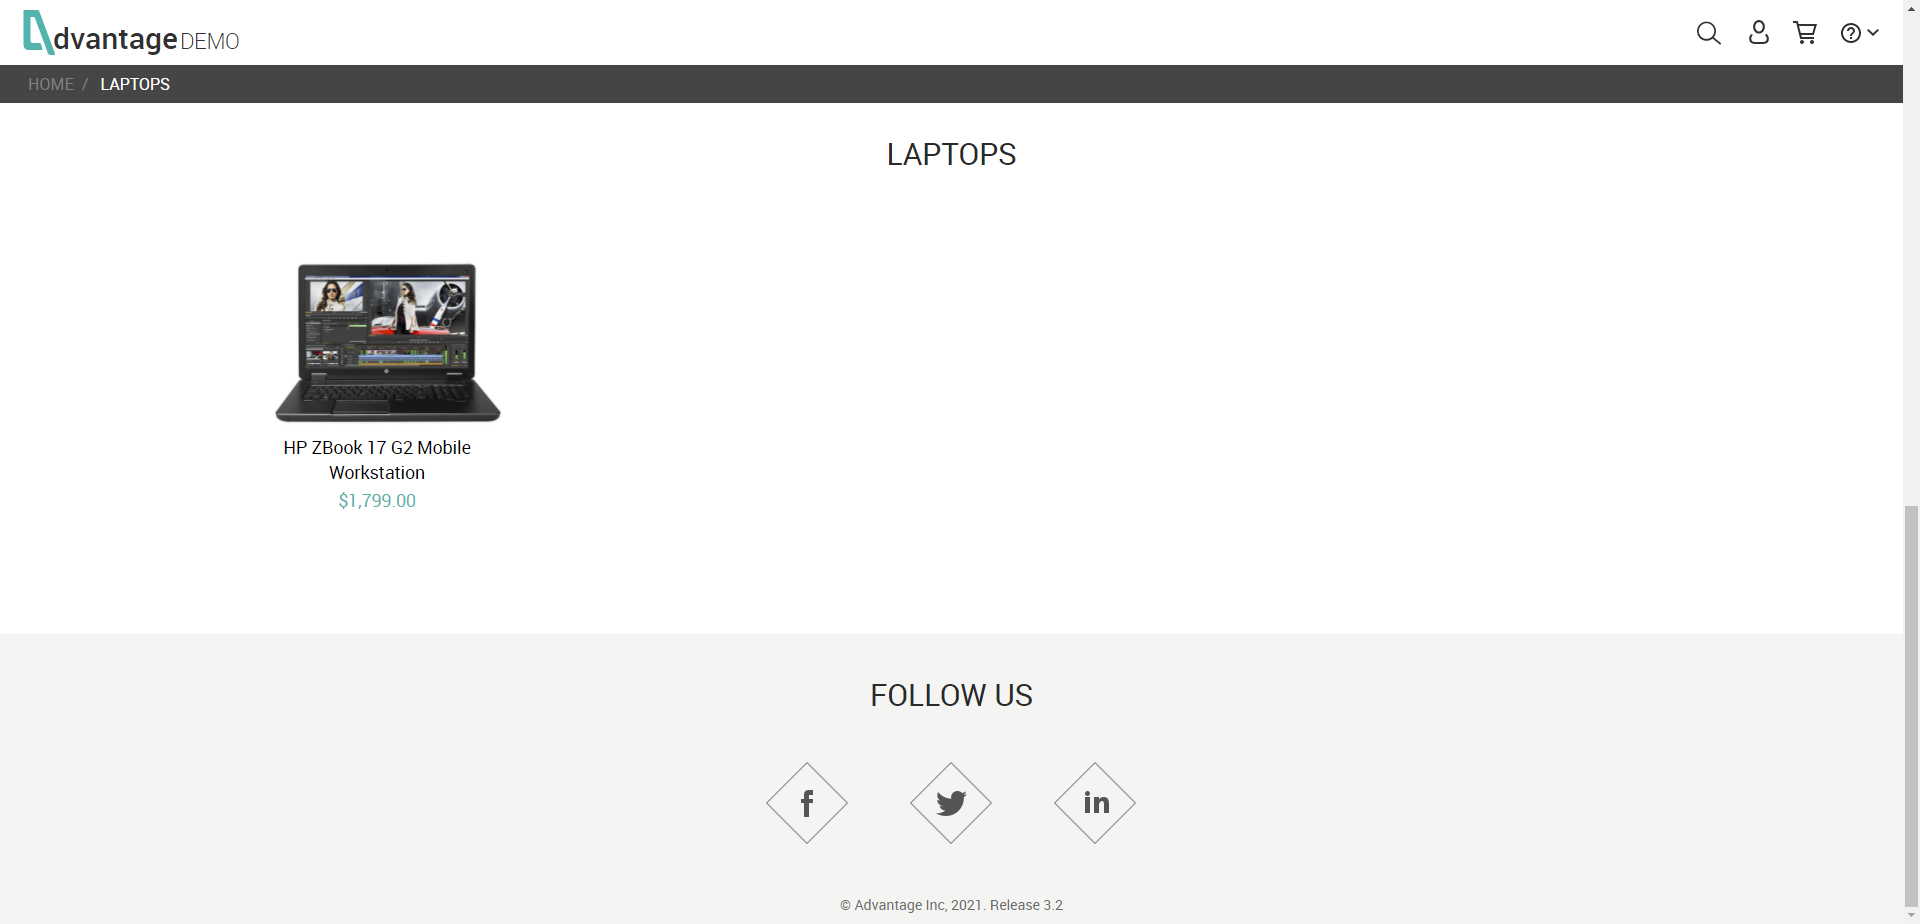 dvantage DEMO
HOME / LAPTOPS
LAPTOPS
HP ZBook 17 G2 Mobile
Workstation
$1,799.00
FOLLOW US
f
in
© Advantage Inc, 2021. Release 3.2